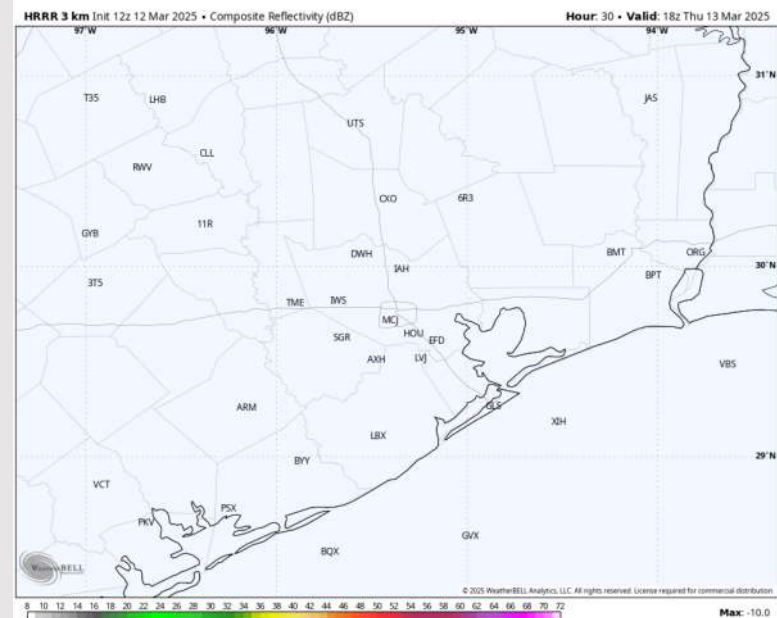 HRRR 3 km Init 12z 12 Mar 2025 • Composite Reflectivity (dBZ) Hour: 30 • Valid: 18z Thu 13 Mar 2025
97°W 96°W 95°W 94°W
31°N
T35 LHB JAS
UTS
CLL
RWV
CXO 6R3
11R
GYB
DWH BMT ORG
IAH 30°N
BPT
3T5
TME IWS
MCJ
HOU
SGR EFD
AXH LVJ
VBS
ARM GLS
XIH
LBX
29°N
BYY
VCT
PSX
PKV
GVX
BQX
WeatherBELL
© 2025 WeatherBELL Analytics, LLC. All rights reserved. License required for commercial distribution
8 10 12 14 16 18 20 22 24 26 28 30 32 34 36 38 40 42 44 46 48 50 52 54 56 58 60 62 64 66 68 70 72
Max: -10.0